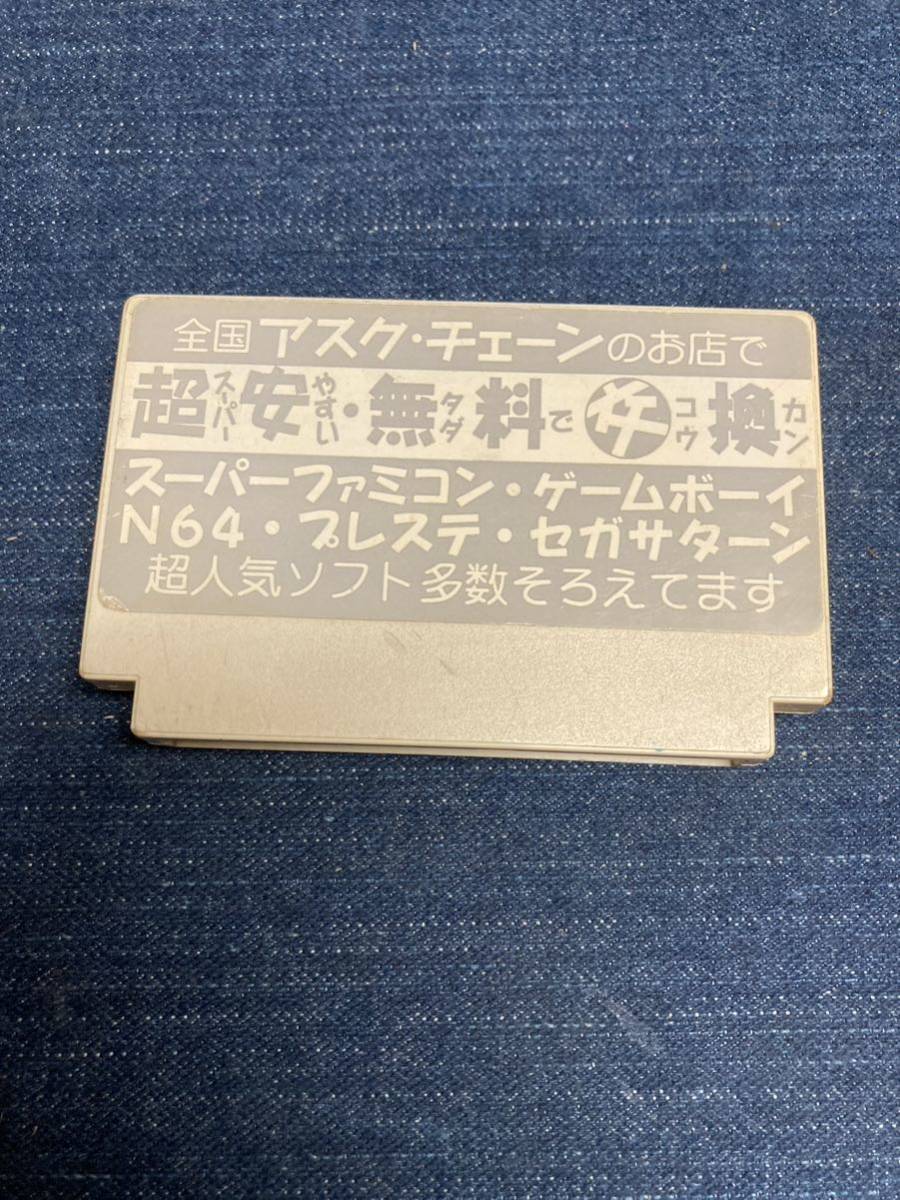 全国アスク・チェーンのお店で
超スーパー安やすい・無タダ料で交コウ換カン
スーパーファミコン・ゲームボーイ
N64・プレステ・セガサターン
超人気ソフト多数そろえてます